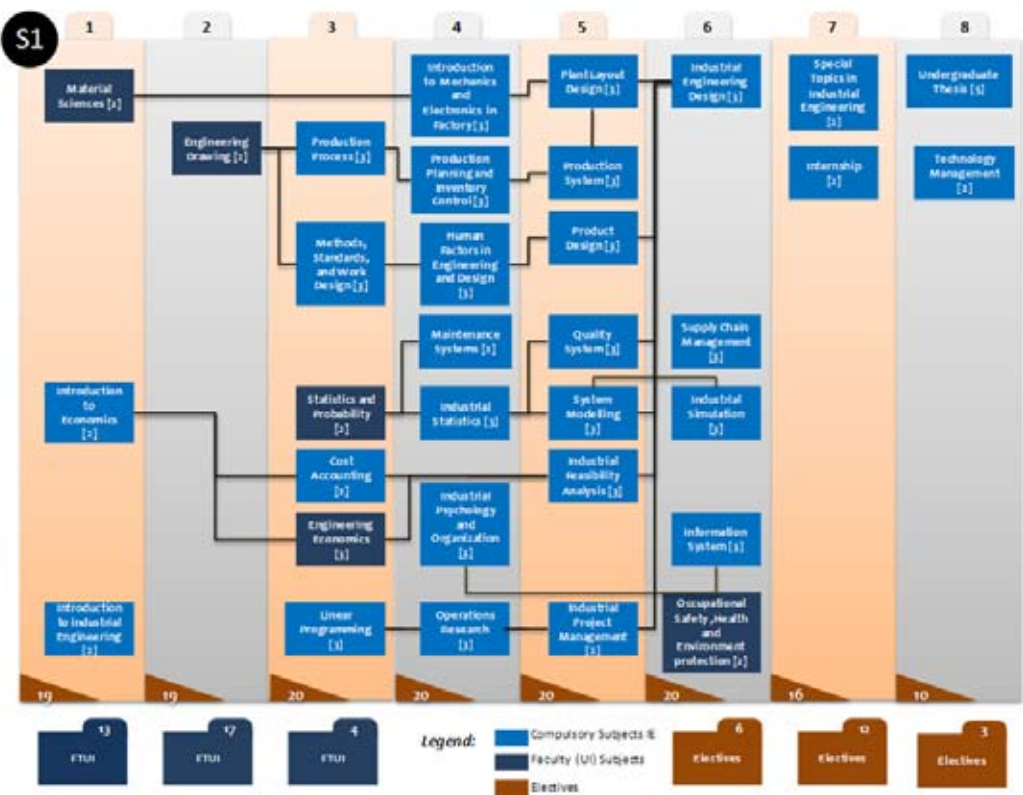 S1
1
2
3
4
5
6
7
8
Material
Sciences [2]
Introduction
to
Economics
[2]
Introduction
to Industrial
Engineering
[2]
Engineering
Drawing [2]
Production
Process [3]
Methods,
Standards,
and Work
Design [3]
Statistics and
Probability
[2]
Cost
Accounting
[2]
Engineering
Economics
[3]
Linear
Programming
[3]
Introduction
to Mechanics
and
Electronics in
Factory [3]
Production
Planning and
Inventory
Control [3]
Human
Factors in
Engineering
and Design
[3]
Maintenance
Systems [2]
Industrial
Statistics [3]
Industrial
Psychology
and
Organization
[3]
Operations
Research
[3]
Plant Layout
Design [3]
Production
System [3]
Product
Design [3]
Quality
System [3]
System
Modelling
[3]
Industrial
Feasibility
Analysis [3]
Industrial
Project
Management
[2]
Industrial
Engineering
Design [3]
Supply Chain
Management
[3]
Industrial
Simulation
[3]
Information
System [3]
Occupational
Safety, Health
and
Environment
protection [2]
Special
Topics in
Industrial
Engineering
[2]
Internship
[2]
Undergraduate
Thesis [5]
Technology
Management
[2]
19
19
20
20
20
20
16
10
13
FTUI
17
FTUI
4
FTUI
Legend:
Compulsory Subjects IE
Faculty (UI) Subjects
Electives
6
Electives
12
Electives
3
Electives